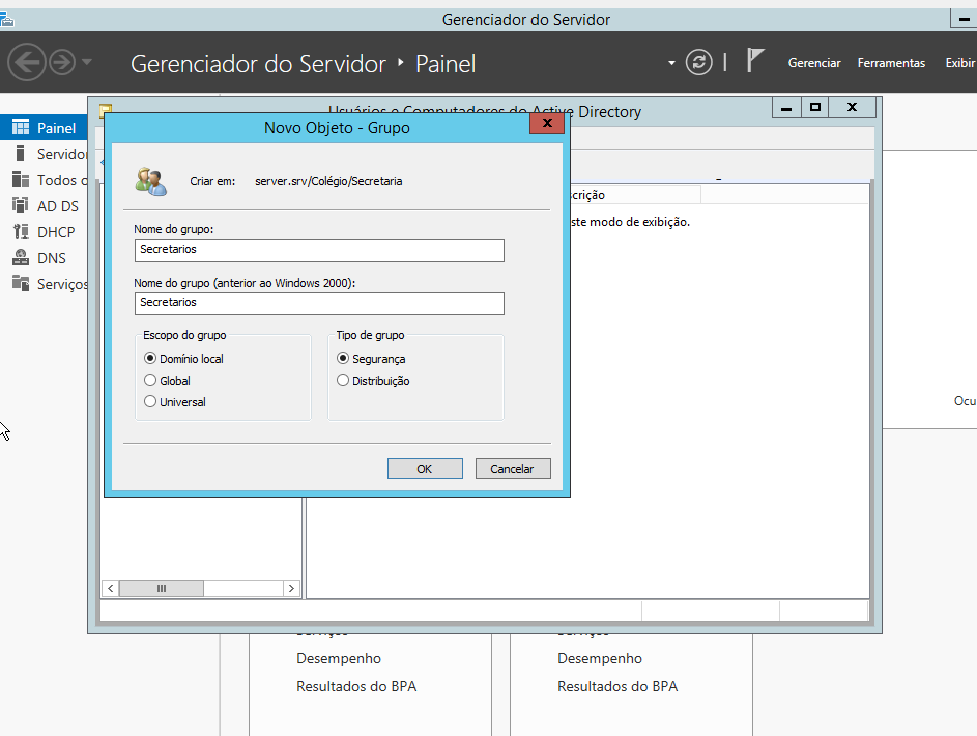 Gerenciador do Servidor
Gerenciador do Servidor ‣ Painel
Gerenciar Ferramentas Exibir
Usuários e Computadores do Active Directory
Novo Objeto - Grupo
Painel
Servidor
Todos
AD DS
DHCP
DNS
Serviços
Criar em: server.srv/Colégio/Secretaria
Nome do grupo:
Secretarios
Nome do grupo (anterior ao Windows 2000):
Secretarios
Escopo do grupo
Domínio local
Global
Universal
Tipo de grupo
Segurança
Distribuição
OK Cancelar
scrição
ste modo de exibição.
Ocu
Serviços Serviços
Desempenho Desempenho
Resultados do BPA Resultados do BPA